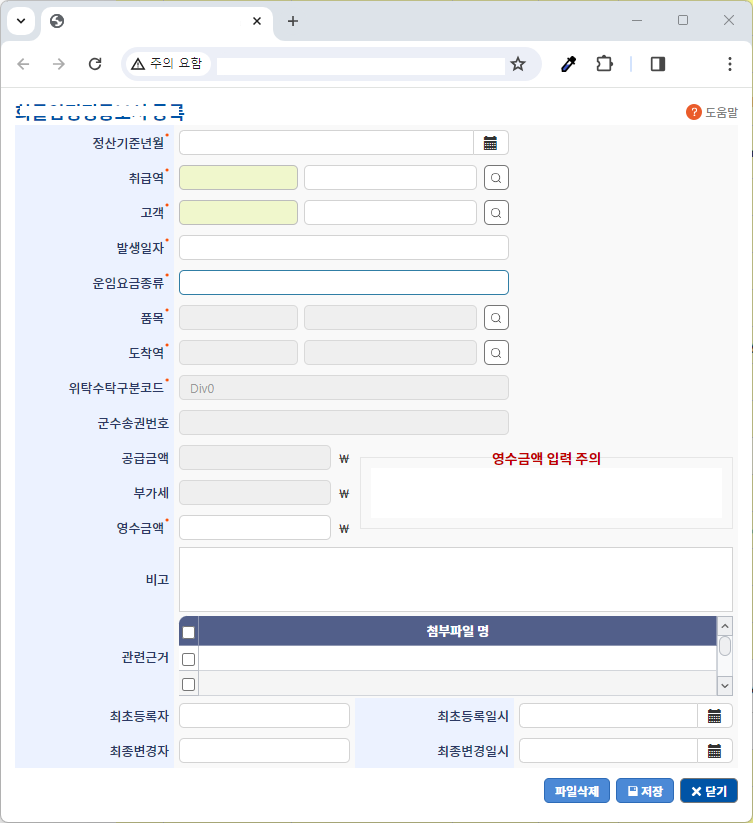 주의 요함
도움말
정산기준년월*
취급역*
고객*
발생일자*
운임요금종류*
품목*
도착역*
위탁수탁구분코드* Div0
군수송권번호
공급금액 ₩ 영수금액 입력 주의
부가세 ₩
영수금액* ₩
비고
첨부파일 명
관련근거
최초등록자 최초등록일시
최종변경자 최종변경일시
파일삭제 저장 닫기